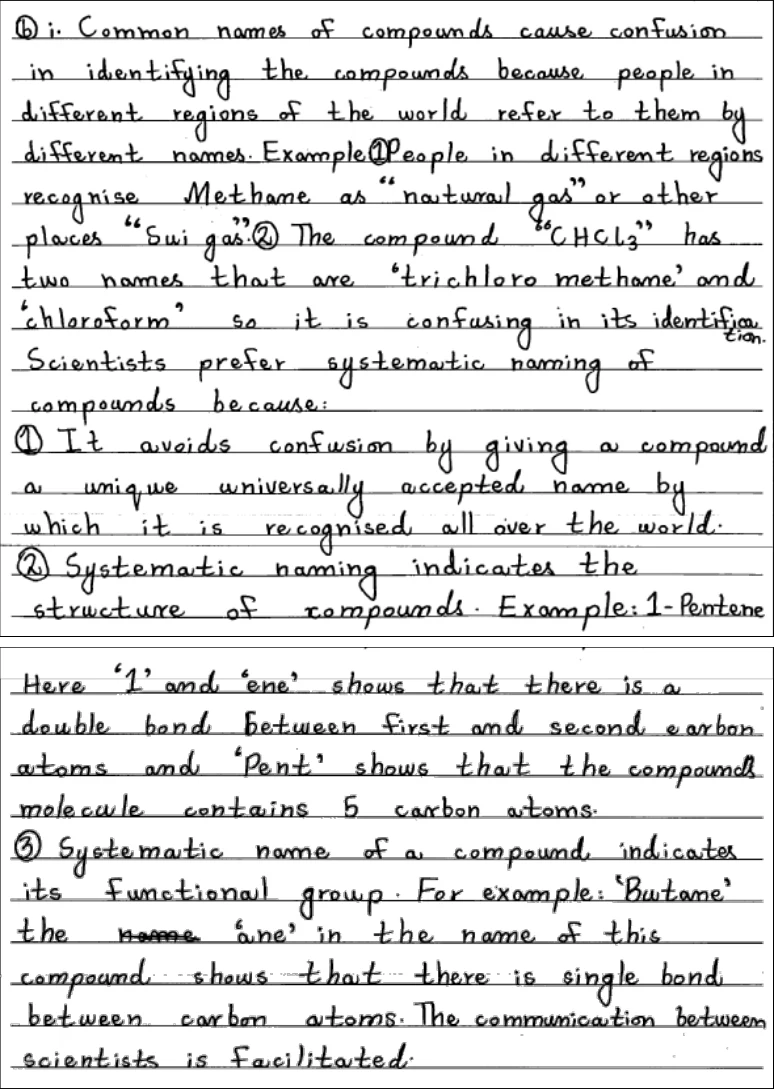 ⓑ i. Common names of compounds cause confusion
in identifying the compounds because people in
different regions of the world refer to them by
different names. Example ① People in different regions
recognise Methane as "natural gas" or other
places "Sui gas". ② The compound "CHCl₃" has
two names that are 'trichloro methane' and
'chloroform' so it is confusing in its identifica
tion.
Scientists prefer systematic naming of
compounds because:
① It avoids confusion by giving a compound
a unique universally accepted name by
which it is recognised all over the world.
② Systematic naming indicates the
structure of compounds. Example: 1-Pentene
Here '1' and 'ene' shows that there is a
double bond between first and second carbon
atoms and 'Pent' shows that the compounds
molecule contains 5 carbon atoms.
③ Systematic name of a compound indicates
its functional group. For example: 'Butane'
the name 'ane' in the name of this
compound shows that there is single bond
between carbon atoms. The communication between
scientists is facilitated.